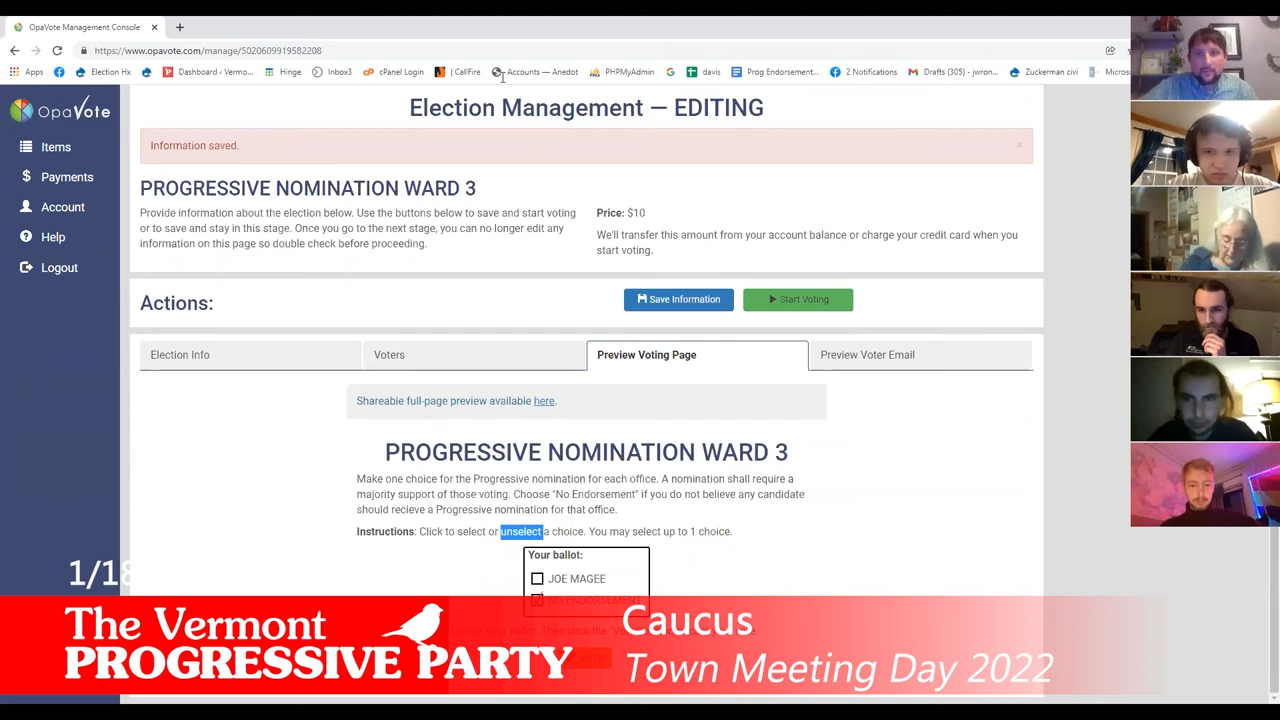 OpaVote Management Console
https://www.opavote.com/manage/5020609919582208
Apps
Election Hx
Dashboard ‹ Vermo...
Hinge
Inbox3
cPanel Login
| CallFire
Accounts — Anedot
PHPMyAdmin
davis
Prog Endorsement...
2 Notifications
Drafts (305) - jwron...
Zuckerman civi
Micros
OpaVote
Items
Payments
Account
Help
Logout
Election Management — EDITING
Information saved.
PROGRESSIVE NOMINATION WARD 3
Provide information about the election below. Use the buttons below to save and start voting
or to save and stay in this stage. Once you go to the next stage, you can no longer edit any
information on this page so double check before proceeding.
Price: $10
We'll transfer this amount from your account balance or charge your credit card when you
start voting.
Actions:
Save Information
Start Voting
Election Info
Voters
Preview Voting Page
Preview Voter Email
Shareable full-page preview available here.
PROGRESSIVE NOMINATION WARD 3
Make one choice for the Progressive nomination for each office. A nomination shall require a
majority support of those voting. Choose "No Endorsement" if you do not believe any candidate
should recieve a Progressive nomination for that office.
Instructions: Click to select or unselect a choice. You may select up to 1 choice.
Your ballot:
JOE MAGEE
NO ENDORSEMENT
1/18
The Vermont
PROGRESSIVE PARTY
Caucus
Town Meeting Day 2022